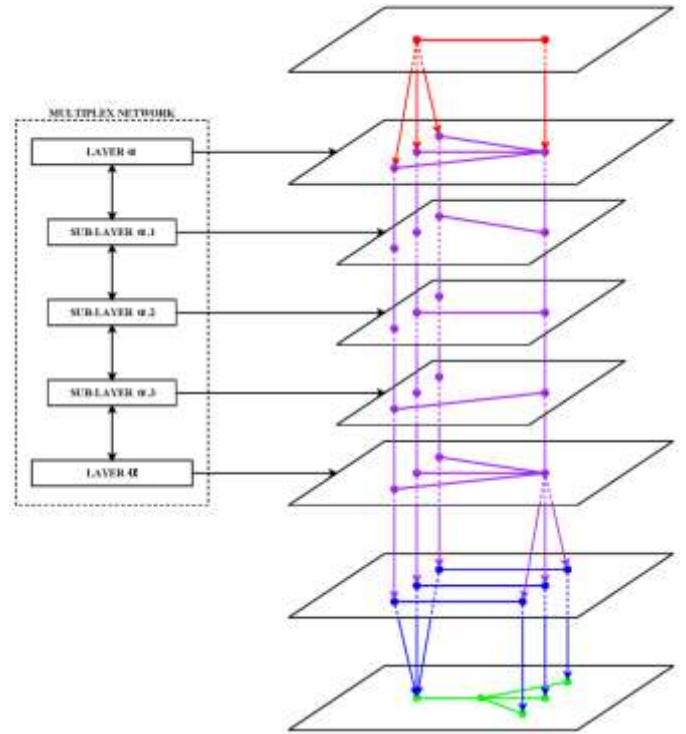 MULTIPLEX NETWORK
LAYER α
SUB-LAYER α.1
SUB-LAYER α.2
SUB-LAYER α.3
LAYER α